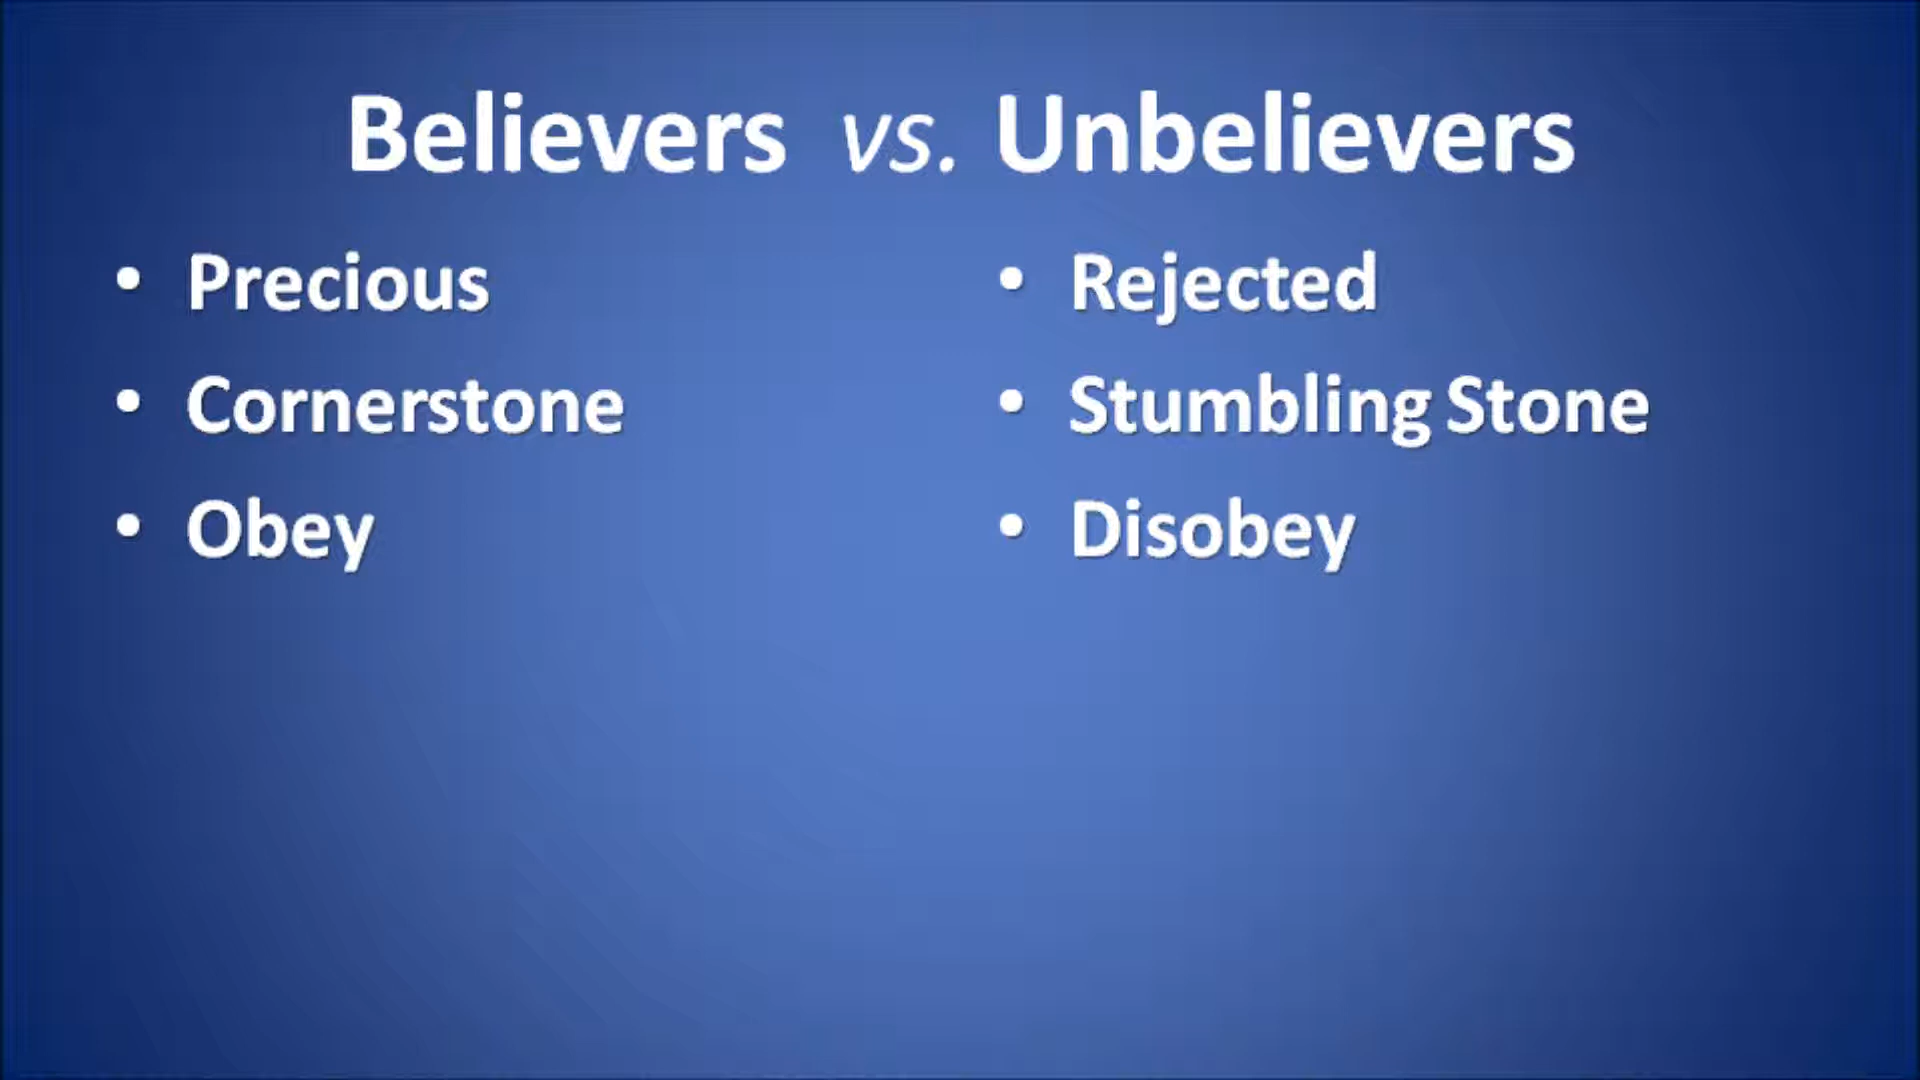 Believers vs. Unbelievers
• Precious
• Cornerstone
• Obey
• Rejected
• Stumbling Stone
• Disobey